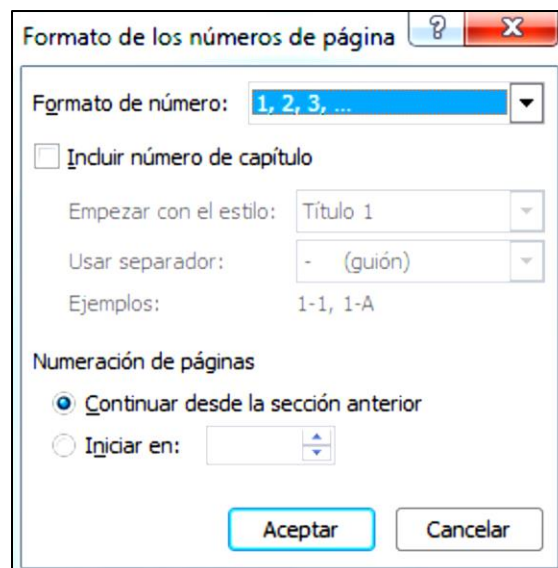 Formato de los números de página
Formato de número: 1, 2, 3, ...
Incluir número de capítulo
Empezar con el estilo: Título 1
Usar separador: - (guión)
Ejemplos: 1-1, 1-A
Numeración de páginas
Continuar desde la sección anterior
Iniciar en:
Aceptar Cancelar